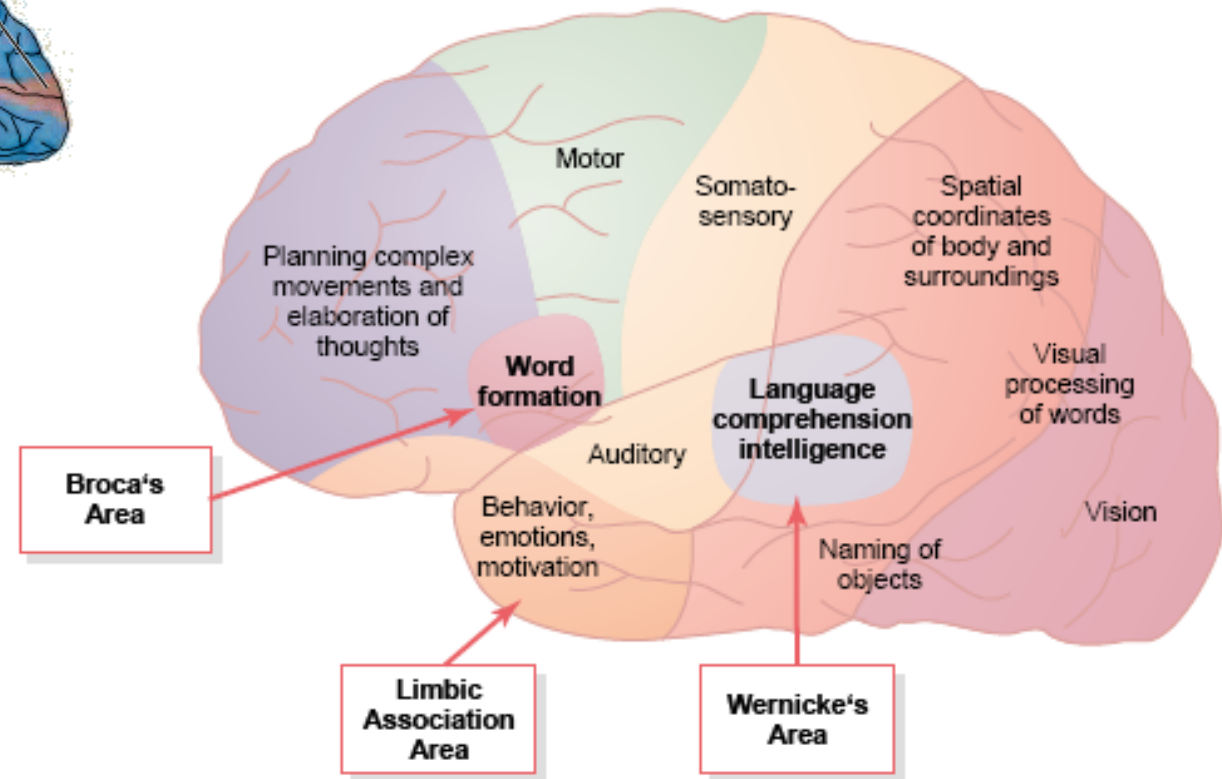 Motor
Somato-
sensory
Spatial
coordinates
of body and
surroundings
Planning complex
movements and
elaboration of
thoughts
Word
formation
Language
comprehension
intelligence
Visual
processing
of words
Auditory
Broca‘s
Area
Behavior,
emotions,
motivation
Vision
Naming of
objects
Limbic
Association
Area
Wernicke‘s
Area